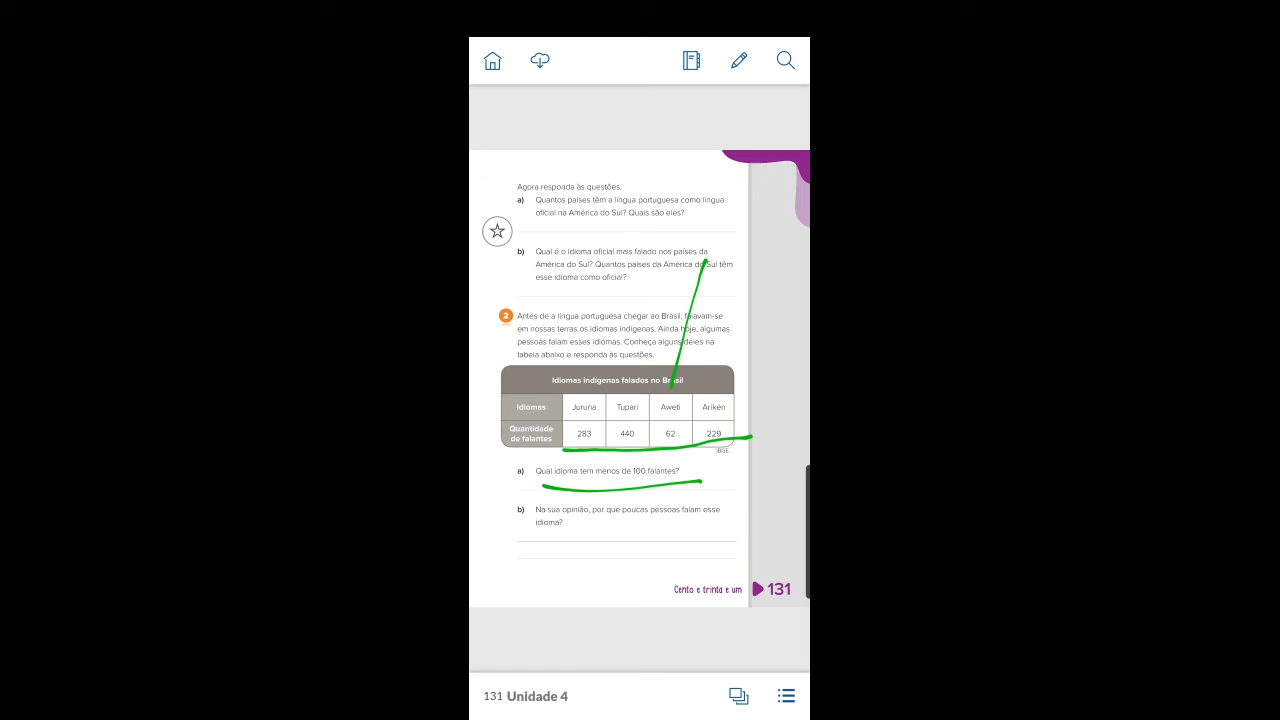 Agora responda às questões.
a) Quantos países têm a língua portuguesa como língua
oficial na América do Sul? Quais são eles?
b) Qual é o idioma oficial mais falado nos países da
América do Sul? Quantos países da América do Sul têm
esse idioma como oficial?
2 Antes de a língua portuguesa chegar ao Brasil, falavam-se
em nossas terras os idiomas indígenas. Ainda hoje, algumas
pessoas falam esses idiomas. Conheça alguns deles na
tabela abaixo e responda às questões.
Idiomas indígenas falados no Brasil
Idiomas Juruna Tupari Aweti Arikén
Quantidade
de falantes 283 440 62 229
IBGE.
a) Qual idioma tem menos de 100 falantes?
b) Na sua opinião, por que poucas pessoas falam esse
idioma?
Cento e trinta e um 131
131 Unidade 4